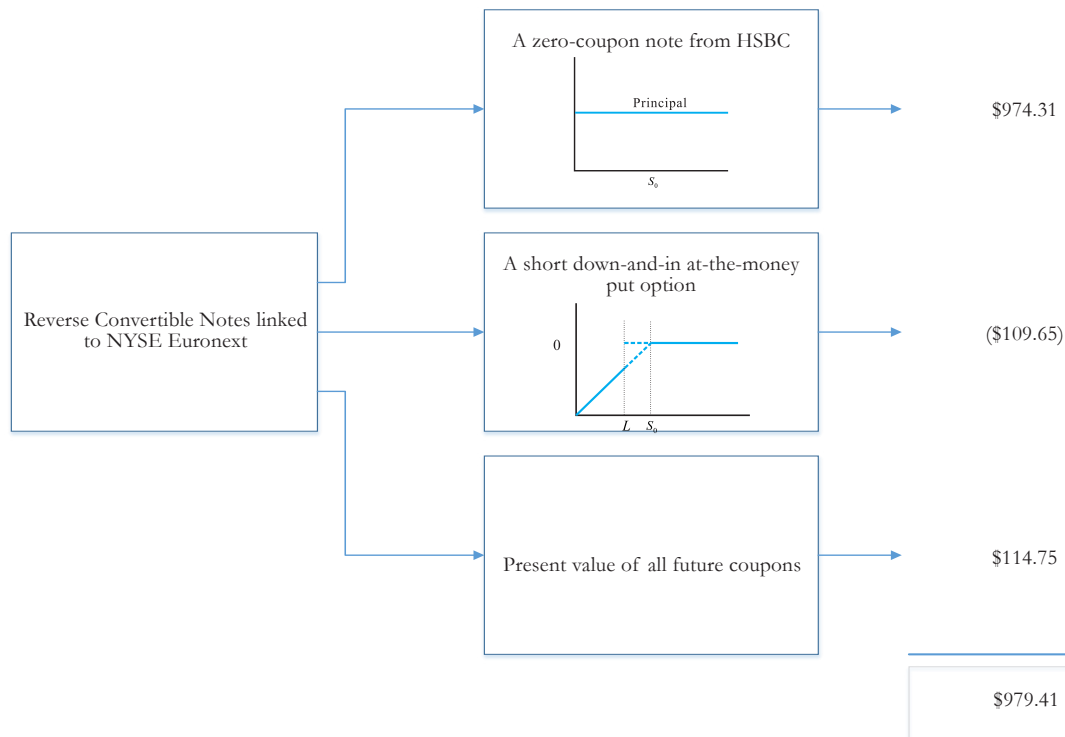 Reverse Convertible Notes linked
to NYSE Euronext
A zero-coupon note from HSBC
Principal
S₀
$974.31
A short down-and-in at-the-money
put option
0
L S₀
($109.65)
Present value of all future coupons
$114.75
$979.41